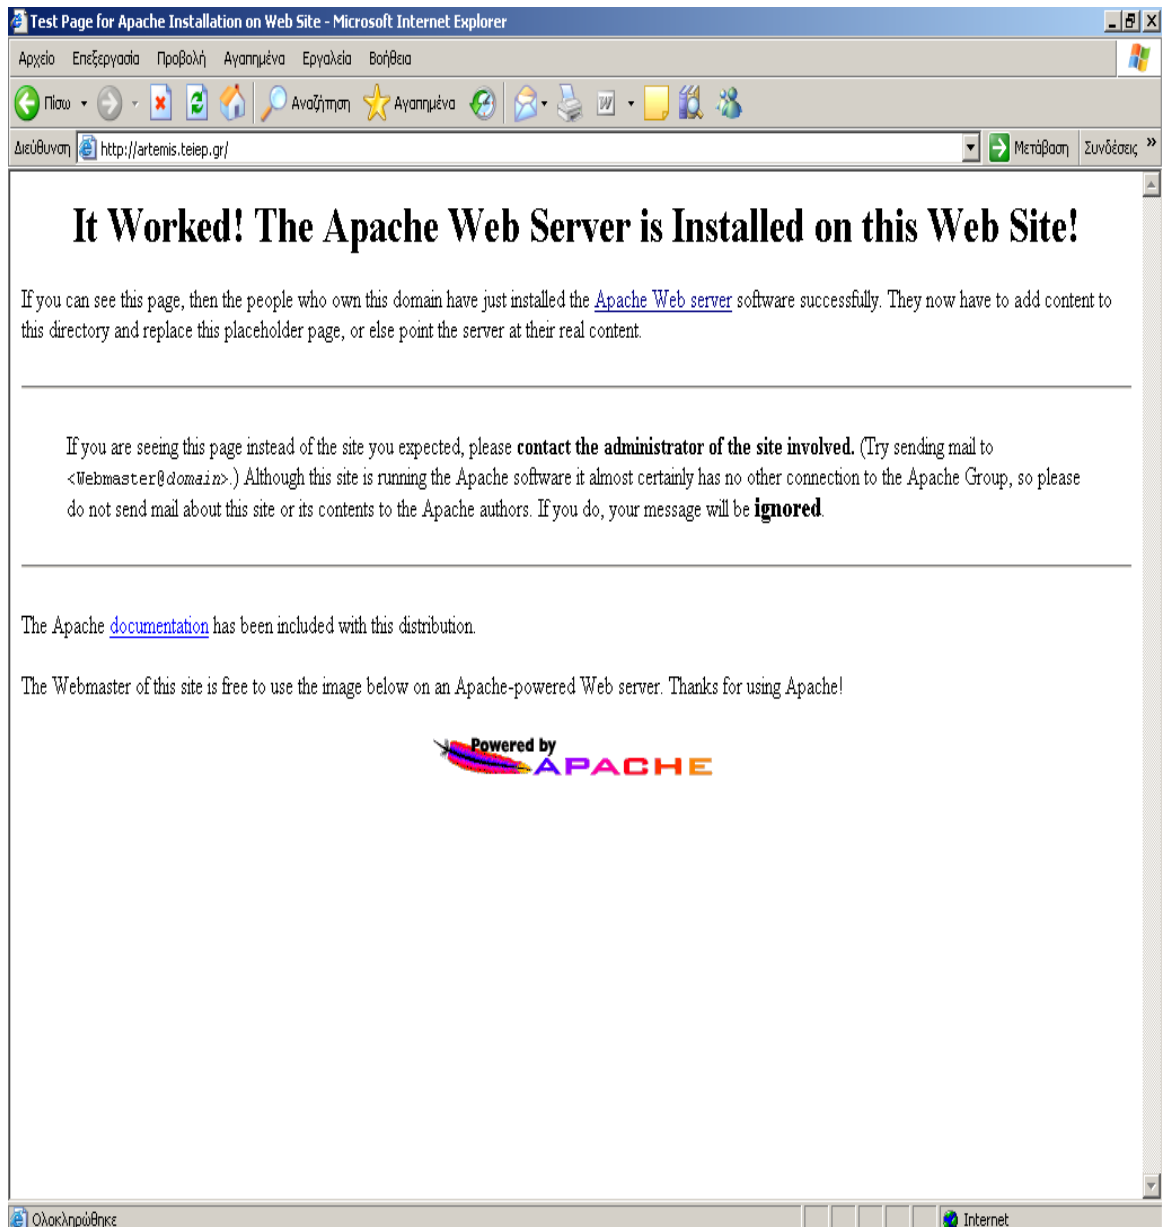 Test Page for Apache Installation on Web Site - Microsoft Internet Explorer
Αρχείο Επεξεργασία Προβολή Αγαπημένα Εργαλεία Βοήθεια
Πίσω Αναζήτηση Αγαπημένα
Διεύθυνση http://artemis.teiep.gr/ Μετάβαση Συνδέσεις »
It Worked! The Apache Web Server is Installed on this Web Site!
If you can see this page, then the people who own this domain have just installed the Apache Web server software successfully. They now have to add content to
this directory and replace this placeholder page, or else point the server at their real content.
If you are seeing this page instead of the site you expected, please contact the administrator of the site involved. (Try sending mail to
<Webmaster@domain>.) Although this site is running the Apache software it almost certainly has no other connection to the Apache Group, so please
do not send mail about this site or its contents to the Apache authors. If you do, your message will be ignored.
The Apache documentation has been included with this distribution.
The Webmaster of this site is free to use the image below on an Apache-powered Web server. Thanks for using Apache!
Powered by
APACHE
Ολοκληρώθηκε Internet